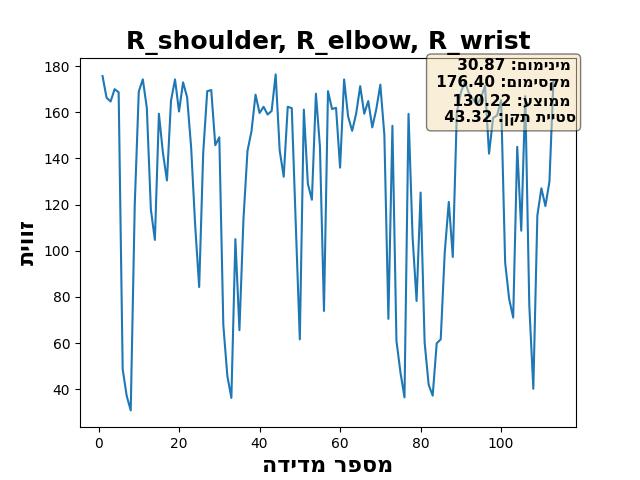 R_shoulder, R_elbow, R_wrist
מינימום: 30.87
מקסימום: 176.40
ממוצע: 130.22
סטיית תקן: 43.32
180
160
140
120
100
80
60
40
זווית
0 20 40 60 80 100
מספר מדידה